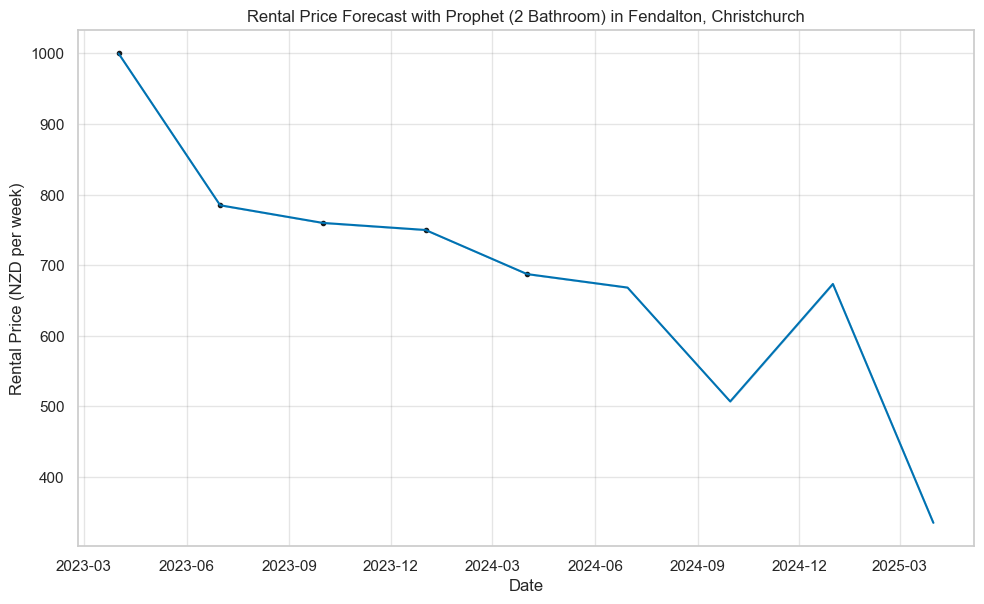 Rental Price Forecast with Prophet (2 Bathroom) in Fendalton, Christchurch
Rental Price (NZD per week)
1000
900
800
700
600
500
400
2023-03 2023-06 2023-09 2023-12 2024-03 2024-06 2024-09 2024-12 2025-03
Date